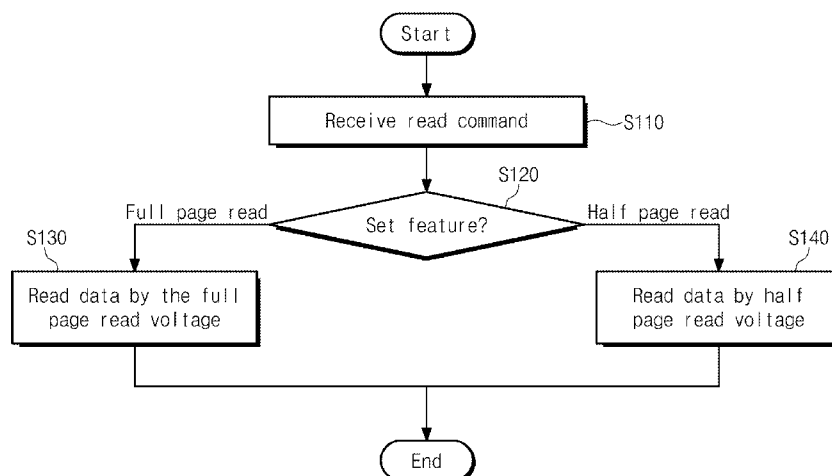 Start
Receive read command
S110
S120
Full page read
Set feature?
Half page read
S130
S140
Read data by the full
page read voltage
Read data by half
page read voltage
End